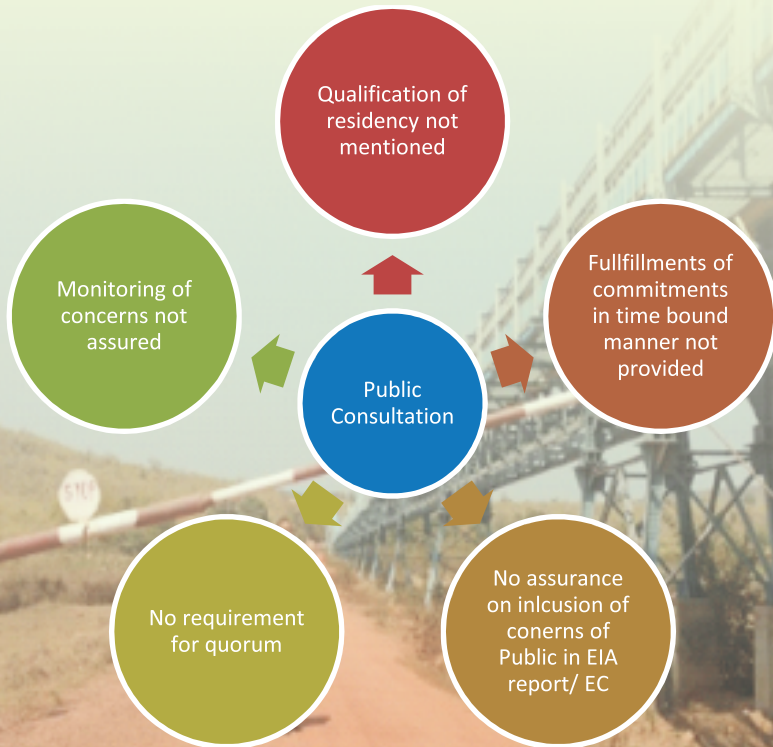 Qualification of
residency not
mentioned
Fullfillments of
commitments
in time bound
manner not
provided
No assurance
on inlcusion of
conerns of
Public in EIA
report/ EC
No requirement
for quorum
Monitoring of
concerns not
assured
Public
Consultation
STOP